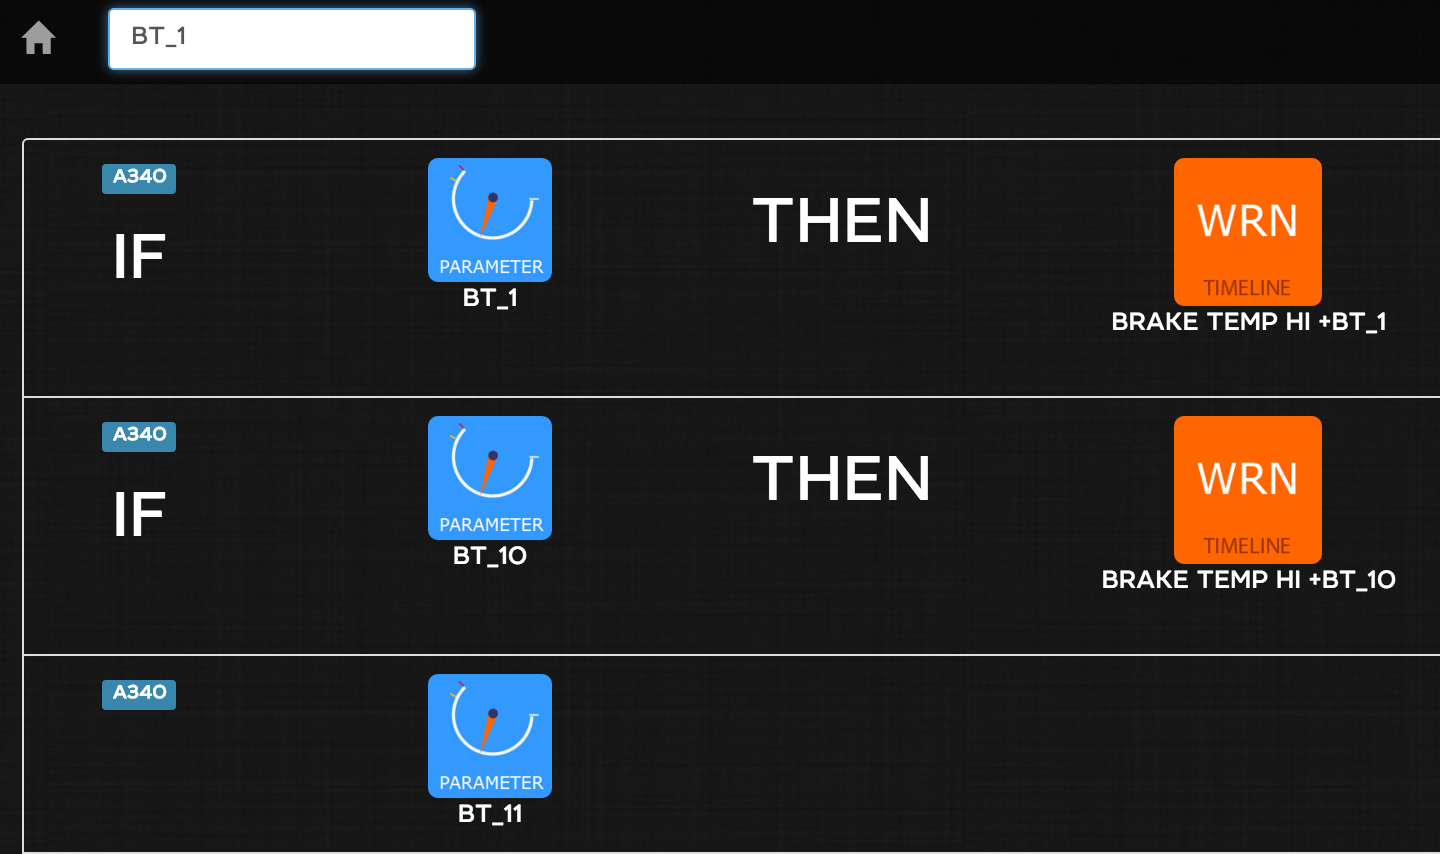 BT_1
A340
IF
PARAMETER
BT_1
THEN
WRN
TIMELINE
BRAKE TEMP HI +BT_1
A340
IF
PARAMETER
BT_10
THEN
WRN
TIMELINE
BRAKE TEMP HI +BT_10
A340
PARAMETER
BT_11